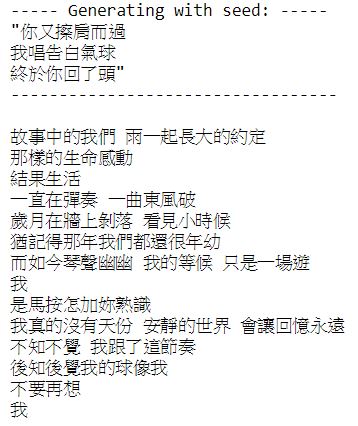 ----- Generating with seed: -----
"你又擦肩而過
我唱告白氣球
終於你回了頭"
----------------------------------
故事中的我們 雨一起長大的約定
那樣的生命感動
結果生活
一直在彈奏 一曲東風破
歲月在牆上剝落 看見小時候
猶記得那年我們都還很年幼
而如今琴聲幽幽 我的等候 只是一場遊
我
是馬按怎加妳熟識
我真的沒有天份 安靜的世界 會讓回憶永遠
不知不覺 我跟了這節奏
後知後覺我的球像我
不要再想
我